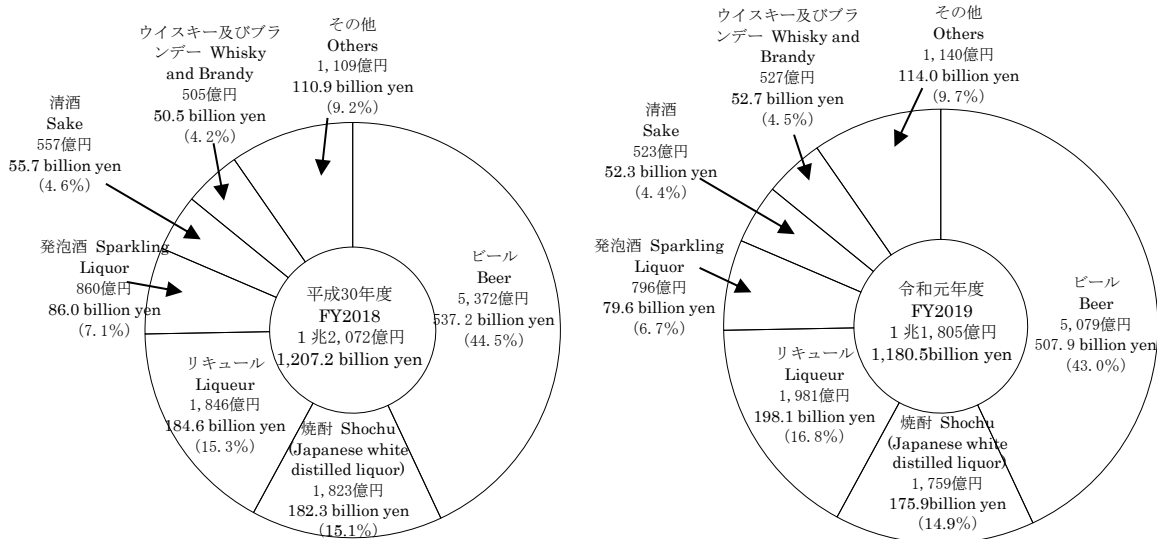 ウイスキー及びブラ
ンデー Whisky
and Brandy
505億円
50.5 billion yen
(4.2%)
その他
Others
1,109億円
110.9 billion yen
(9.2%)
清酒
Sake
557億円
55.7 billion yen
(4.6%)
発泡酒 Sparkling
Liquor
860億円
86.0 billion yen
(7.1%)
ビール
Beer
5,372億円
537.2 billion yen
(44.5%)
平成30年度
FY2018
1 兆2,072億円
1,207.2 billion yen
リキュール
Liqueur
1,846億円
184.6 billion yen
(15.3%)
焼酎 Shochu
(Japanese white
distilled liquor)
1,823億円
182.3 billion yen
(15.1%)
ウイスキー及びブラ
ンデー Whisky and
Brandy
527億円
52.7 billion yen
(4.5%)
その他
Others
1,140億円
114.0 billion yen
(9.7%)
清酒
Sake
523億円
52.3 billion yen
(4.4%)
発泡酒 Sparkling
Liquor
796億円
79.6 billion yen
(6.7%)
ビール
Beer
5,079億円
507.9 billion yen
(43.0%)
令和元年度
FY2019
1 兆1,805億円
1,180.5billion yen
リキュール
Liqueur
1,981億円
198.1 billion yen
(16.8%)
焼酎 Shochu
(Japanese white
distilled liquor)
1,759億円
175.9billion yen
(14.9%)